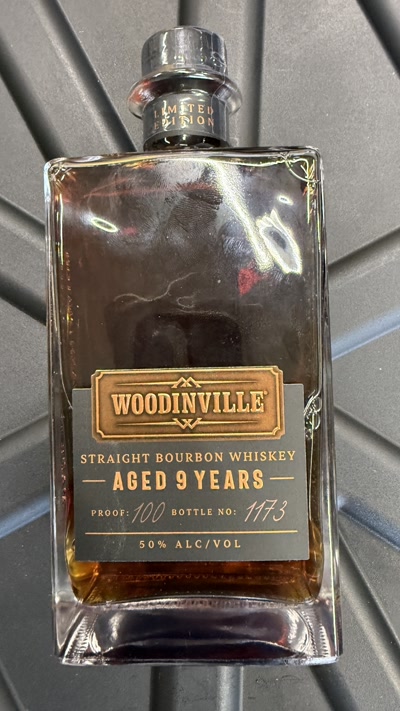 LIMITED
EDITION
WOODINVILLE®
STRAIGHT BOURBON WHISKEY
— AGED 9 YEARS —
PROOF: 100 BOTTLE NO: 1173
50% ALC/VOL